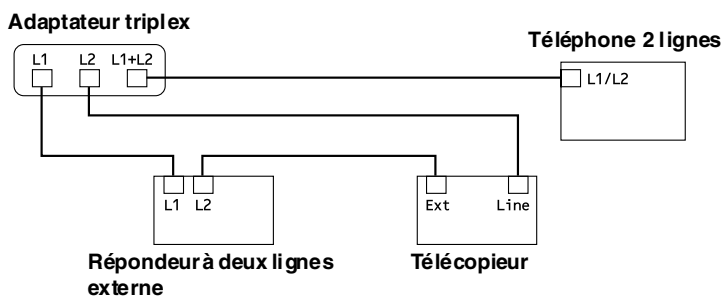 Adaptateur triplex
L1 L2 L1+L2
Téléphone 2 lignes
L1/L2
L1 L2
Ext Line
Répondeur à deux lignes
externe
Télécopieur